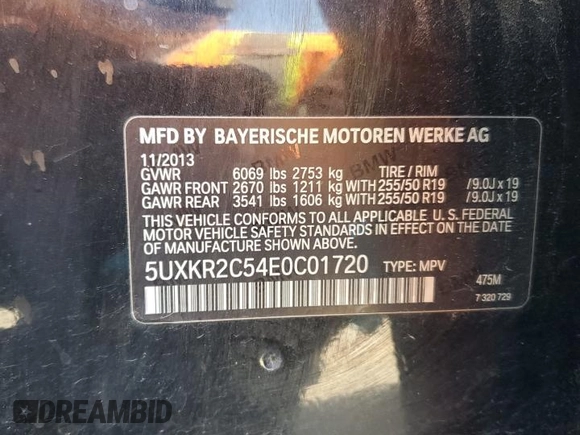 MFD BY BAYERISCHE MOTOREN WERKE AG
11/2013
GVWR 6069 lbs 2753 kg TIRE / RIM
GAWR FRONT 2670 lbs 1211 kg WITH 255/50 R19 /9.0J x 19
GAWR REAR 3541 lbs 1606 kg WITH 255/50 R19 /9.0J x 19
THIS VEHICLE CONFORMS TO ALL APPLICABLE U. S. FEDERAL
MOTOR VEHICLE SAFETY STANDARDS IN EFFECT ON THE
DATE OF MANUFACTURE SHOWN ABOVE.
5UXKR2C54E0C01720 TYPE: MPV
475M
7 320 729
DREAMBID